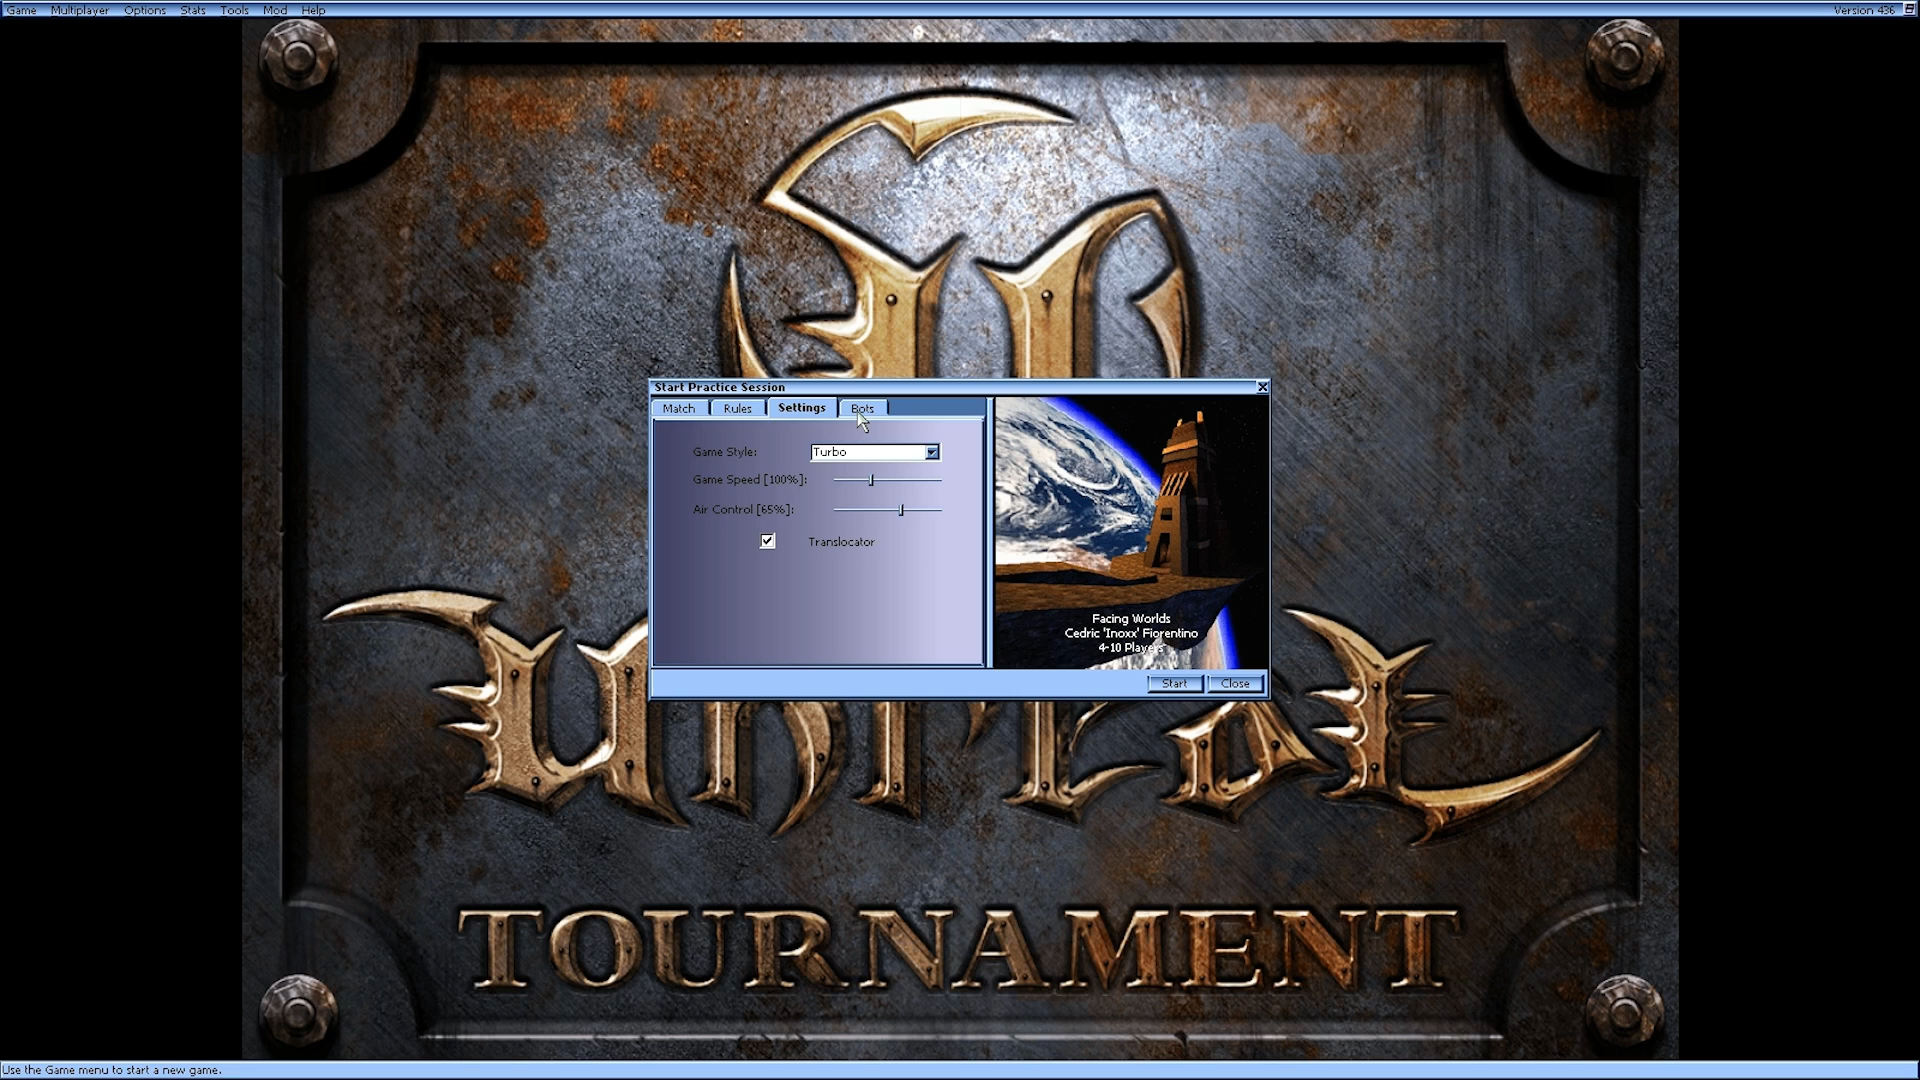 Game Multiplayer Options Stats Tools Mod Help Version 436
Start Practice Session
Match Rules Settings Bots
Game Style: Turbo
Game Speed [100%]:
Air Control [65%]:
Translocator
Facing Worlds
Cedric 'Inoxx' Fiorentino
4-10 Players
Start Close
UNREAL
TOURNAMENT
Use the Game menu to start a new game.